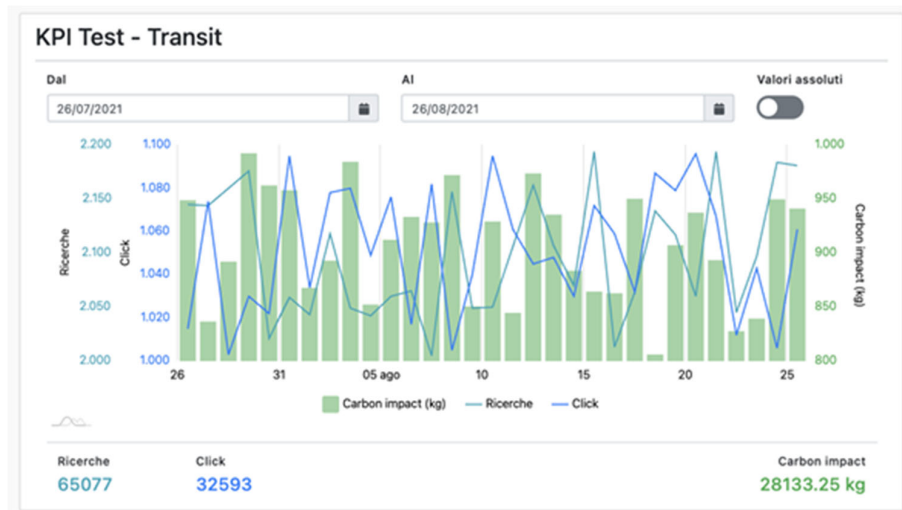 KPI Test - Transit
Dal
Al
Valori assoluti
26/07/2021
26/08/2021
2.200
1.100
1.000
1.080
2.150
950
1.060
2.100
900
1.040
2.050
850
1.020
2.000
1.000
800
Ricerche
Click
Carbon impact (kg)
26 31 05 ago 10 15 20 25
Carbon impact (kg) Ricerche Click
Ricerche Click Carbon impact
65077 32593 28133.25 kg